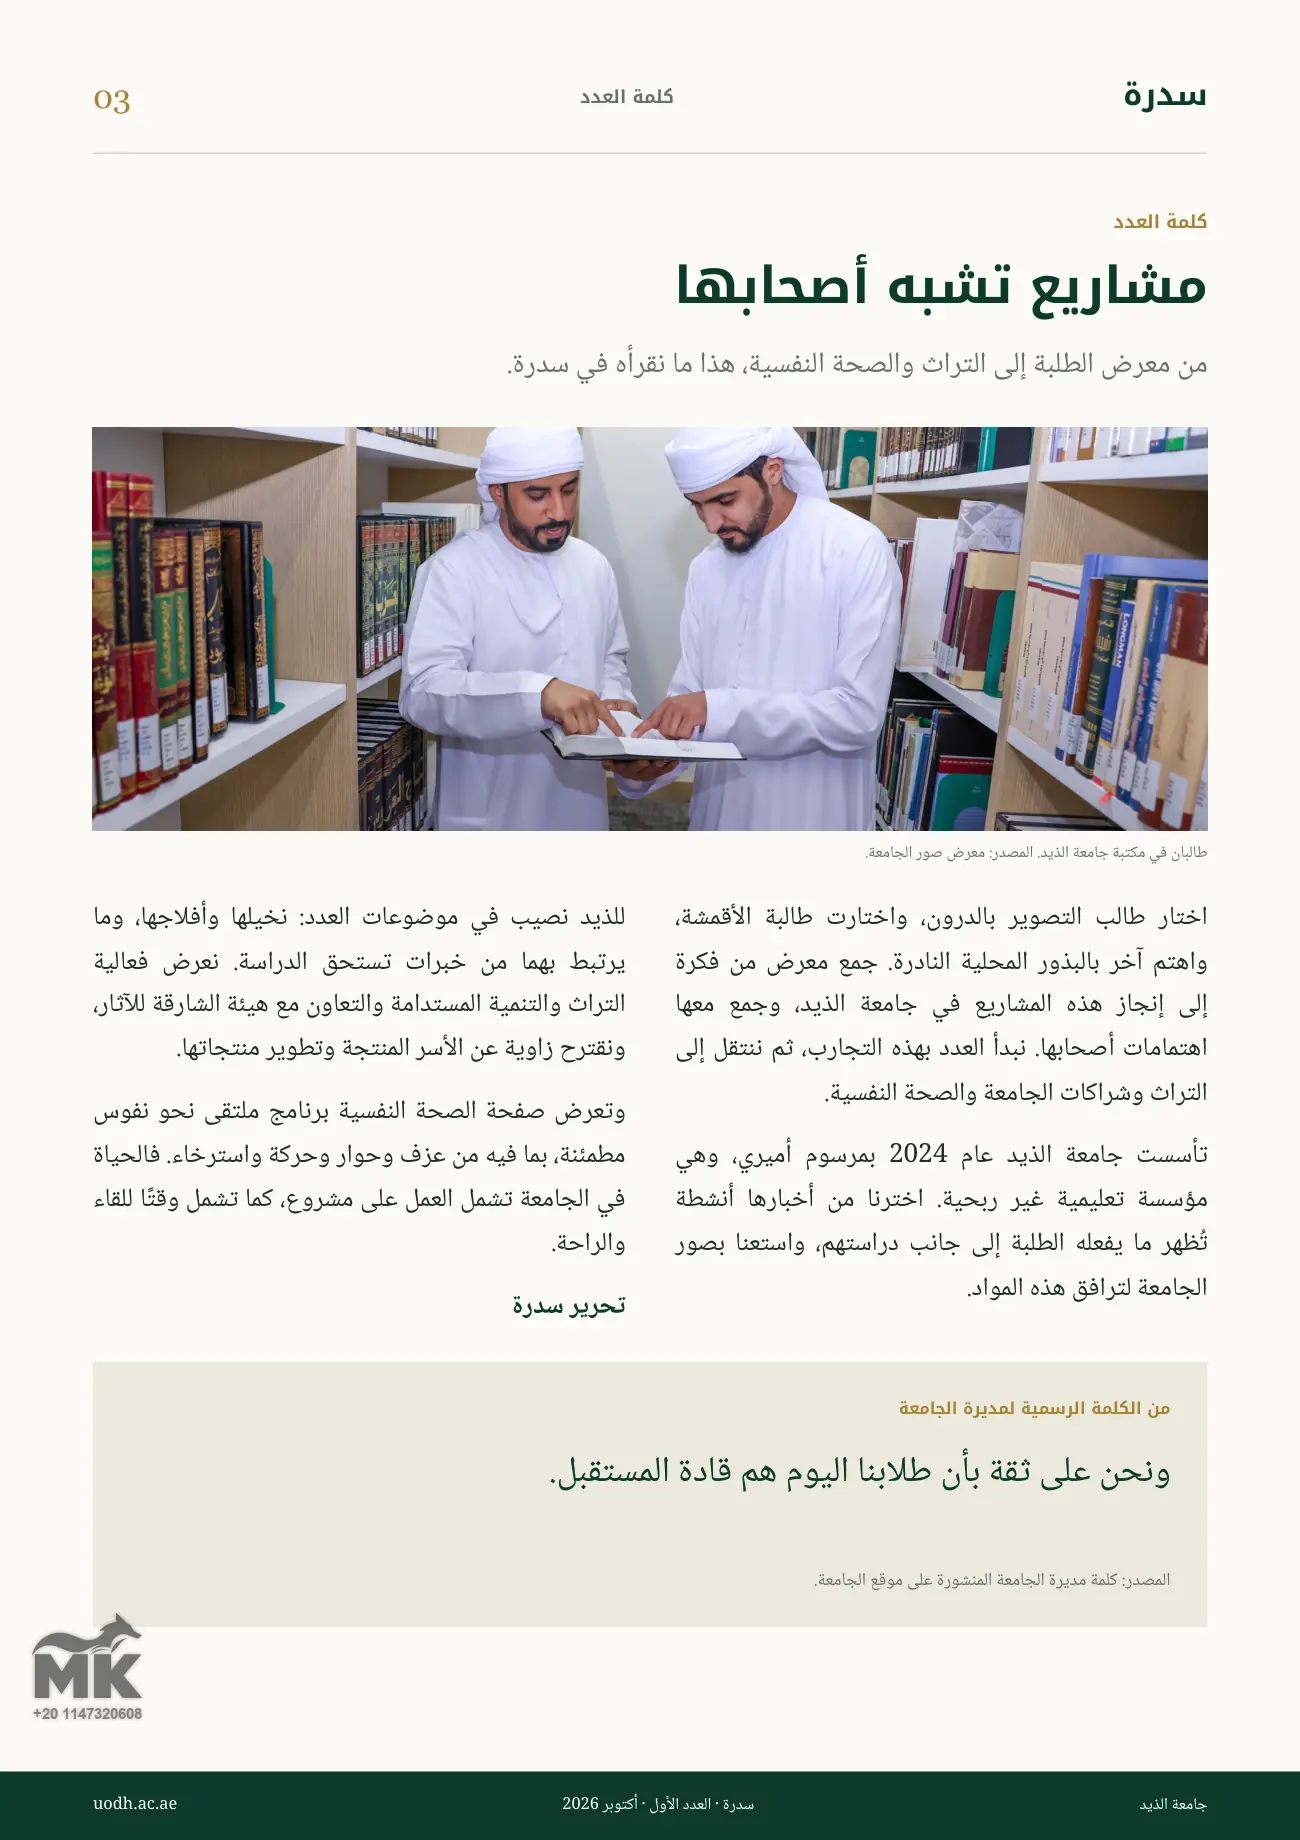 سدرة
كلمة العدد
03
كلمة العدد
مشاريع تشبه أصحابها
من معرض الطلبة إلى التراث والصحة النفسية، هذا ما نقرأه في سدرة.
LONGMAN
طالبان في مكتبة جامعة الذيد. المصدر: معرض صور الجامعة.
اختار طالب التصوير بالدرون، واختارت طالبة الأقمشة،
واهتم آخر بالبذور المحلية النادرة. جمع معرض من فكرة
إلى إنجاز هذه المشاريع في جامعة الذيد، وجمع معها
اهتمامات أصحابها. نبدأ العدد بهذه التجارب، ثم ننتقل إلى
التراث وشراكات الجامعة والصحة النفسية.
تأسست جامعة الذيد عام 2024 بمرسوم أميري، وهي
مؤسسة تعليمية غير ربحية. اخترنا من أخبارها أنشطة
تُظهر ما يفعله الطلبة إلى جانب دراستهم، واستعنا بصور
الجامعة لترافق هذه المواد.
للذيد نصيب في موضوعات العدد: نخيلها وأفلاجها، وما
يرتبط بهما من خبرات تستحق الدراسة. نعرض فعالية
التراث والتنمية المستدامة والتعاون مع هيئة الشارقة للآثار،
ونقترح زاوية عن الأسر المنتجة وتطوير منتجاتها.
وتعرض صفحة الصحة النفسية برنامج ملتقى نحو نفوس
مطمئنة، بما فيه من عزف وحوار وحركة واسترخاء. فالحياة
في الجامعة تشمل العمل على مشروع، كما تشمل وقتًا للقاء
والراحة.
تحرير سدرة
من الكلمة الرسمية لمديرة الجامعة
ونحن على ثقة بأن طلابنا اليوم هم قادة المستقبل.
المصدر: كلمة مديرة الجامعة المنشورة على موقع الجامعة.
MK
+20 1147320608
جامعة الذيد
سدرة · العدد الأول · أكتوبر 2026
uodh.ac.ae